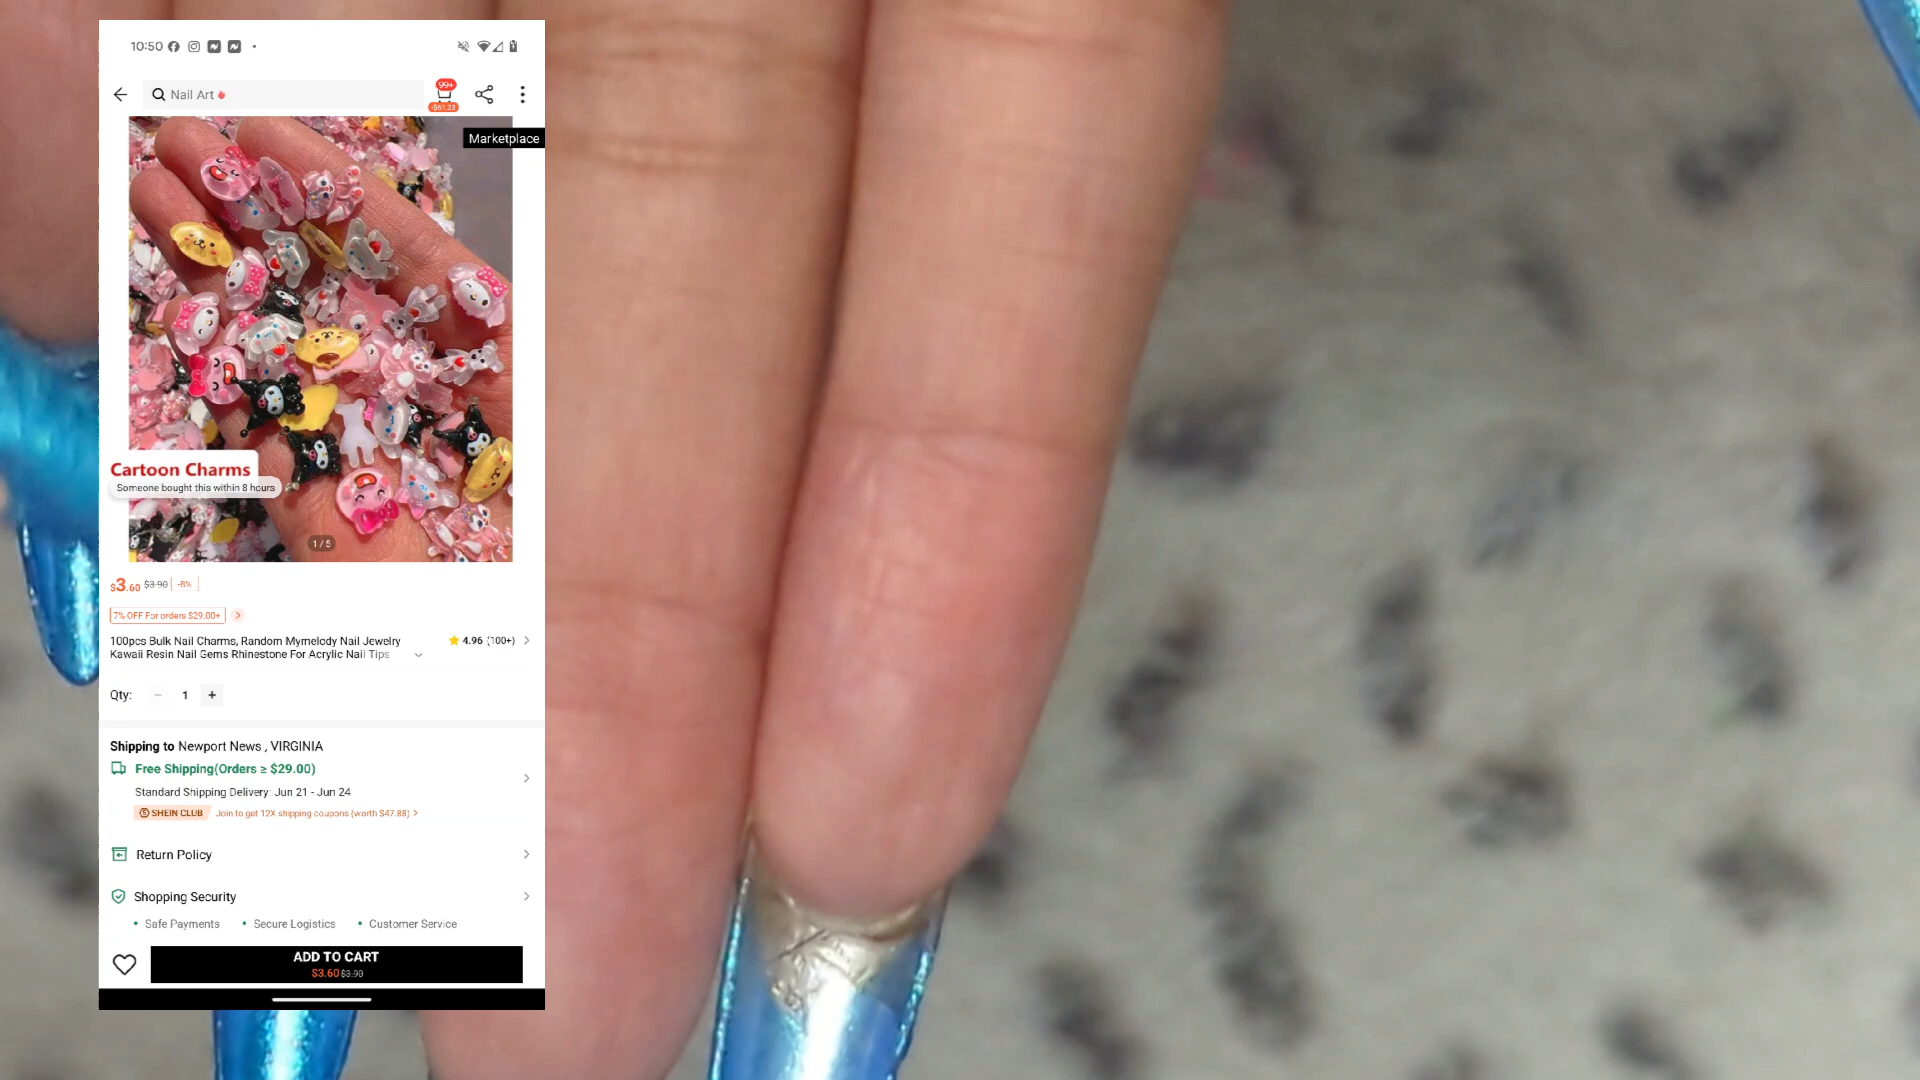 10:50
Nail Art
99+
-$61.23
Marketplace
Cartoon Charms
Someone bought this within 8 hours
1/5
$3.60 $3.90 -8%
7% OFF For orders $29.00+
100pcs Bulk Nail Charms, Random Mymelody Nail Jewelry
Kawaii Resin Nail Gems Rhinestone For Acrylic Nail Tips
4.96 (100+)
Qty: 1 +
Shipping to Newport News , VIRGINIA
Free Shipping(Orders ≥ $29.00)
Standard Shipping Delivery: Jun 21 - Jun 24
SHEIN CLUB Join to get 12X shipping coupons (worth $47.88)
Return Policy
Shopping Security
• Safe Payments • Secure Logistics • Customer Service
ADD TO CART
$3.60 $3.90